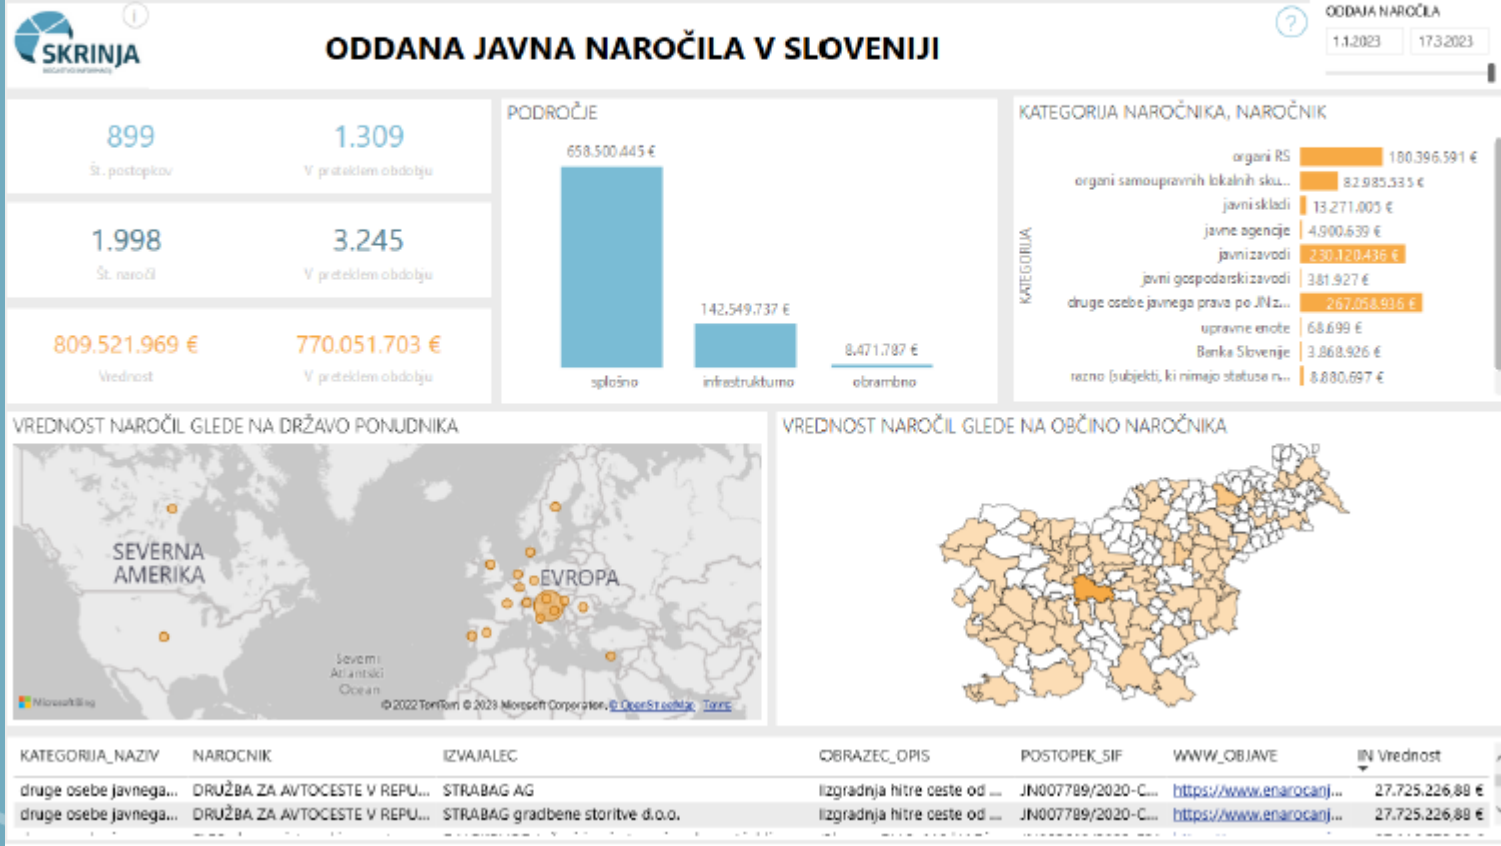 SKRINJA
ODDANA JAVNA NAROČILA V SLOVENIJI
ODDAJA NAROČILA
1.1.2023 17.3.2023
899 1.309
Št. postopkov V preteklem obdobju
1.998 3.245
Št. naročil V preteklem obdobju
809.521.969 € 770.051.703 €
Vrednost V preteklem obdobju
PODROČJE
658.500.445 €
142.549.737 €
8.471.787 €
splošno infrastrukturno obrambno
KATEGORIJA NAROČNIKA, NAROČNIK
KATEGORIJA
organi RS 180.396.591 €
organi samoupravnih lokalnih sku... 82.985.535 €
javni skladi 13.271.005 €
javne agencije 4.900.639 €
javni zavodi 230.120.436 €
javni gospodarski zavodi 381.927 €
druge osebe javnega prava po JN z... 267.058.936 €
upravne enote 68.699 €
Banka Slovenije 3.868.926 €
razno (subjekti, ki nimajo statusa n... 8.880.697 €
VREDNOST NAROČIL GLEDE NA DRŽAVO PONUDNIKA
SEVERNA
AMERIKA
EVROPA
Severni
Atlantski
Ocean
Microsoft Bing
© 2022 TomTom © 2023 Microsoft Corporation, © OpenStreetMap Terms
VREDNOST NAROČIL GLEDE NA OBČINO NAROČNIKA
KATEGORIJA_NAZIV NAROCNIK IZVAJALEC OBRAZEC_OPIS POSTOPEK_SIF WWW_OBJAVE IN Vrednost
druge osebe javnega... DRUŽBA ZA AVTOCESTE V REPU... STRABAG AG Izgradnja hitre ceste od ... JN007789/2020-C... https://www.enarocanj... 27.725.226,88 €
druge osebe javnega... DRUŽBA ZA AVTOCESTE V REPU... STRABAG gradbene storitve d.o.o. Izgradnja hitre ceste od ... JN007789/2020-C... https://www.enarocanj... 27.725.226,88 €